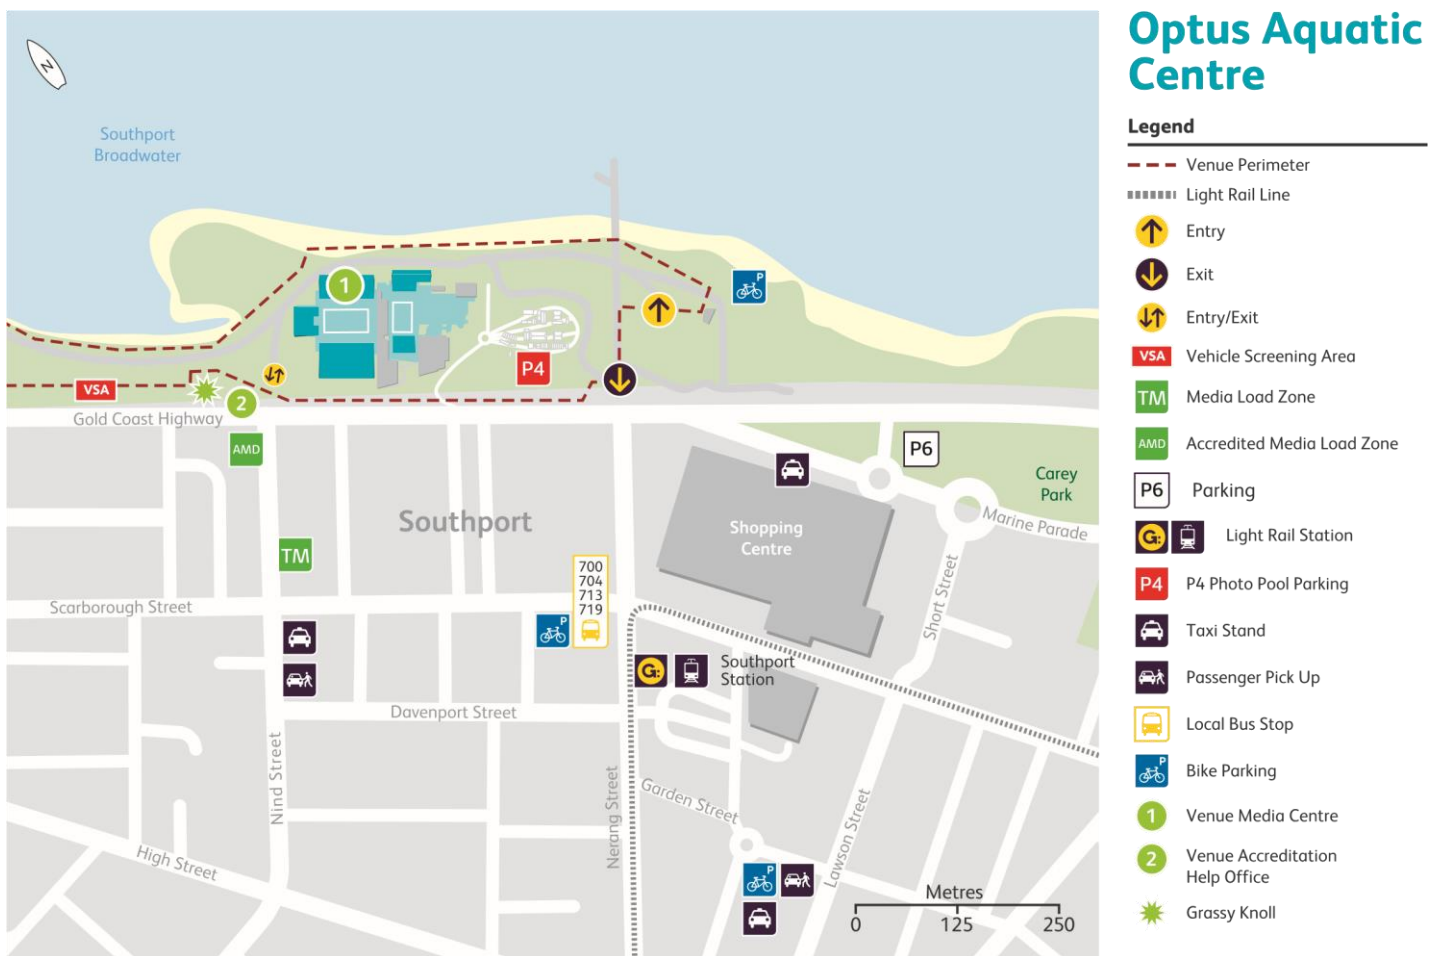 Optus Aquatic
Centre
Legend
Venue Perimeter
Light Rail Line
Entry
Exit
Entry/Exit
VSA Vehicle Screening Area
TM Media Load Zone
AMD Accredited Media Load Zone
P6 Parking
G: Light Rail Station
P4 P4 Photo Pool Parking
Taxi Stand
Passenger Pick Up
Local Bus Stop
P Bike Parking
1 Venue Media Centre
2 Venue Accreditation
Help Office
Grassy Knoll
N
Southport
Broadwater
1
P
P4
VSA
2
Gold Coast Highway
AMD
P6
Carey
Park
Southport
Shopping
Centre
Marine Parade
TM
700
704
713
719
Scarborough Street
P
Short Street
G:
Southport
Station
Davenport Street
Nind Street
Nerang Street
Garden Street
Lawson Street
High Street
P
Metres
0 125 250